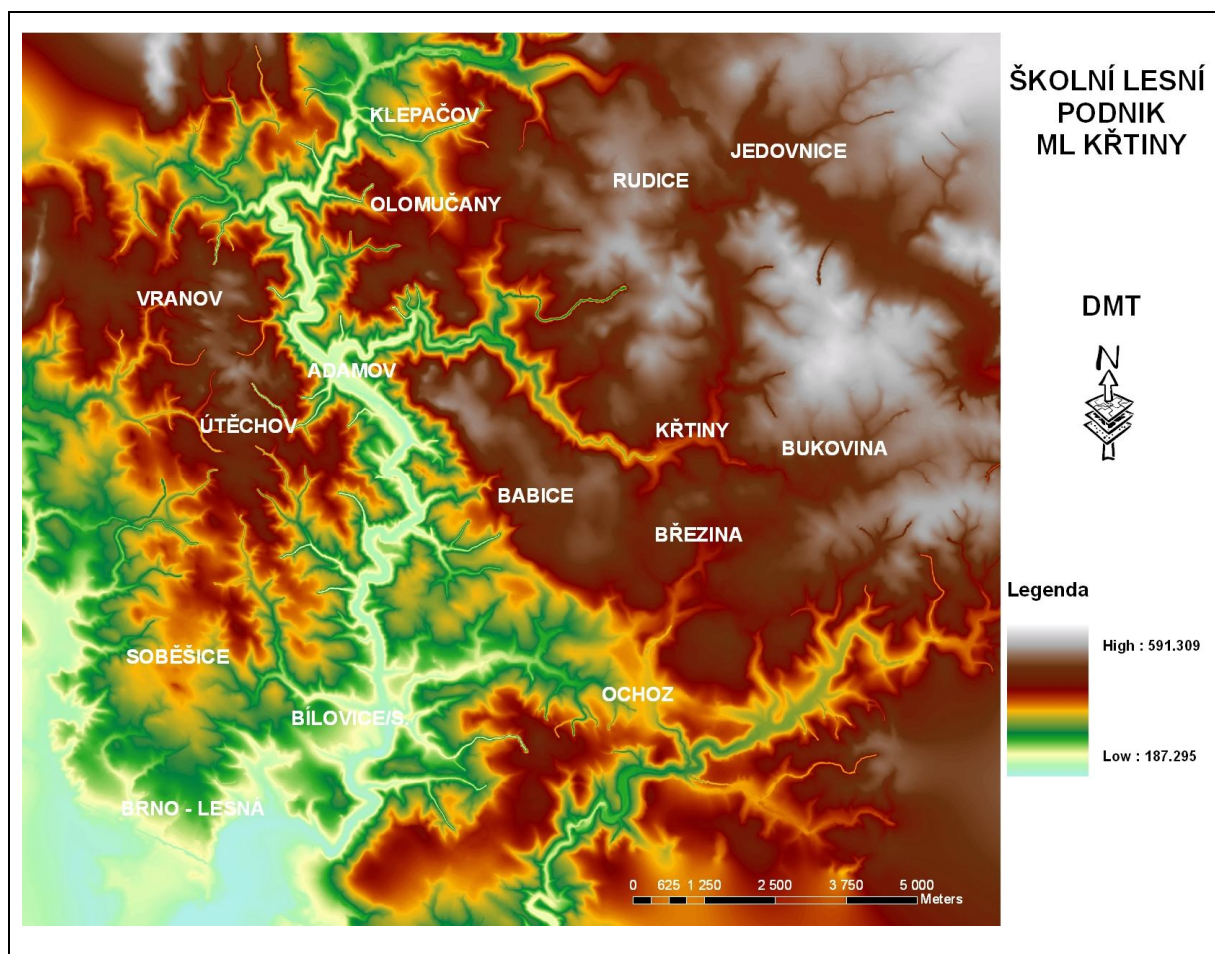 ŠKOLNÍ LESNÍ
PODNIK
ML KŘTINY
KLEPAČOV
JEDOVNICE
RUDICE
OLOMUČANY
VRANOV
DMT
N
ADAMOV
ÚTĚCHOV
KŘTINY
BUKOVINA
BABICE
BŘEZINA
Legenda
High : 591.309
SOBĚŠICE
OCHOZ
BÍLOVICE/S.
Low : 187.295
BRNO - LESNÁ
0 625 1 250 2 500 3 750 5 000
Meters